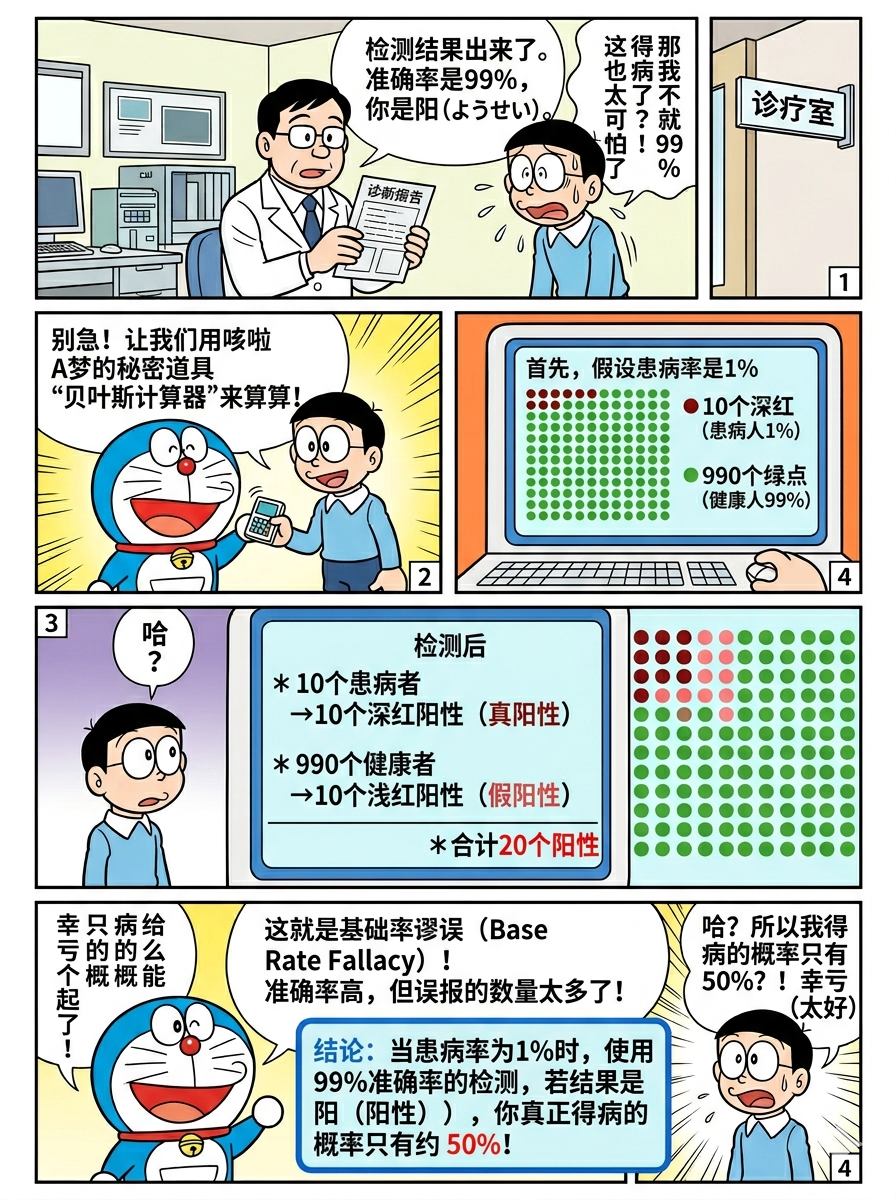 检测结果出来了。
准确率是99%，
你是阳(ようせい)。
那我不就99%
得病了？！
这也太可怕了
诊断报告
诊疗室
1
别急！让我们用咳啦
A梦的秘密道具
“贝叶斯计算器”来算算！
2
首先，假设患病率是1%
10个深红
(患病人1%)
990个绿点
(健康人99%)
4
3
哈？
检测后
＊10个患病者
→10个深红阳性（真阳性）
＊990个健康者
→10个浅红阳性（假阳性）
＊合计20个阳性
给么能
病的概
只的概
幸亏个起了！
这就是基础率谬误（Base
Rate Fallacy）！
准确率高，但误报的数量太多了！
结论：当患病率为1%时，使用
99%准确率的检测，若结果是
阳（阳性）），你真正得病的
概率只有约 50%！
哈？所以我得
病的概率只有
50%？！幸亏
（太好）
4